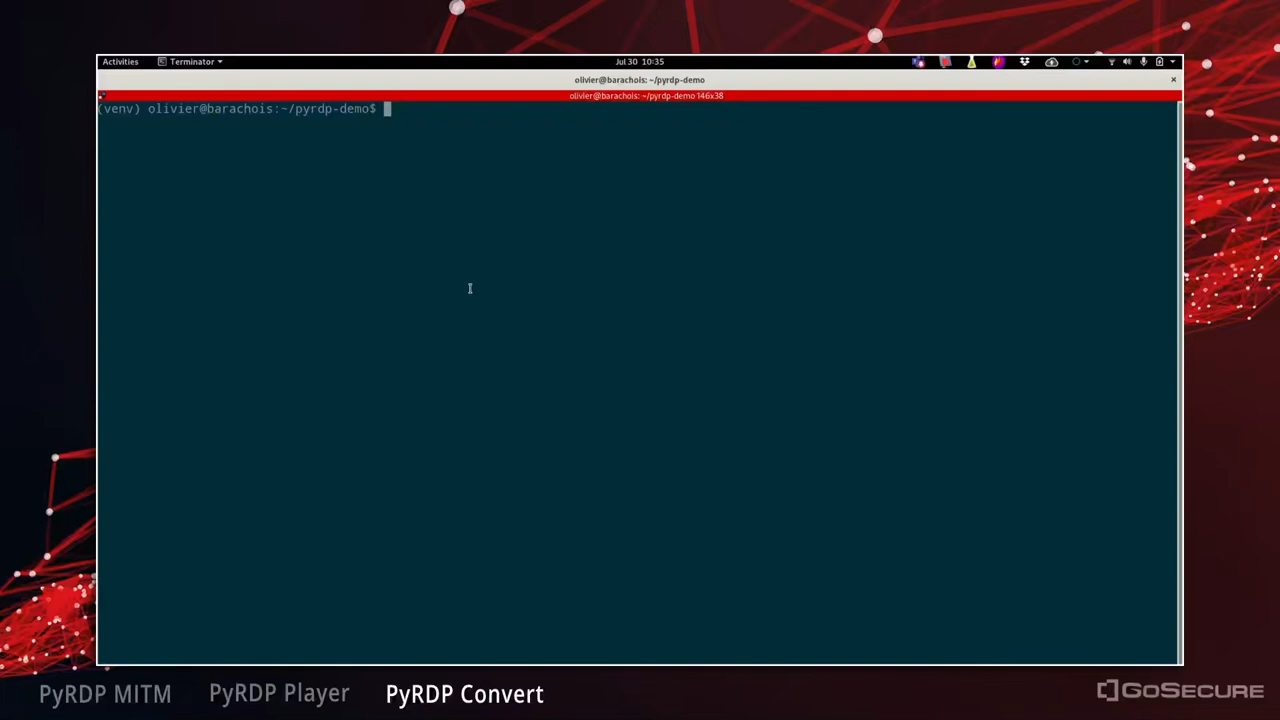 Activities Terminator Jul 30 10:35
olivier@barachois: ~/pyrdp-demo
olivier@barachois: ~/pyrdp-demo 146x38
(venv) olivier@barachois:~/pyrdp-demo$
PyRDP MITM PyRDP Player PyRDP Convert GOSECURE